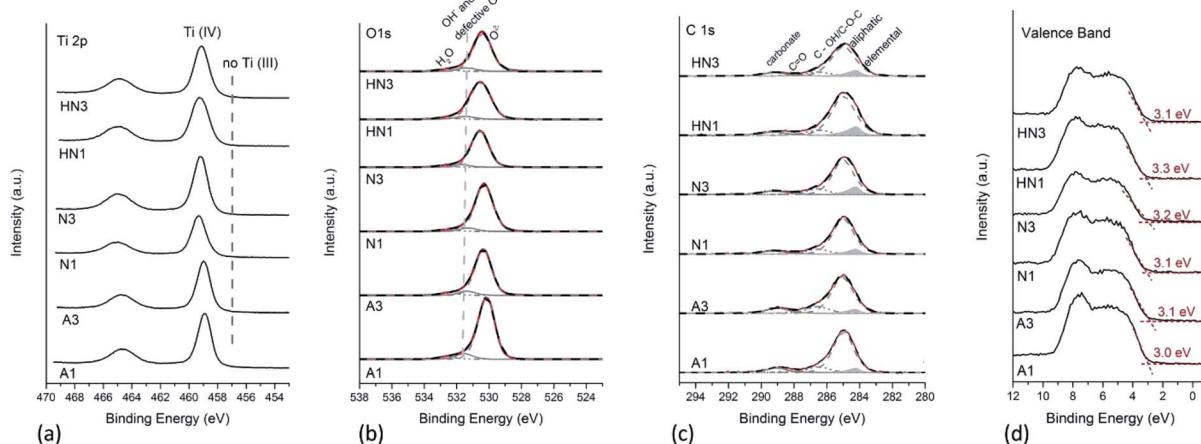 Ti 2p
Ti (IV)
no Ti (III)
HN3
HN1
N3
N1
A3
A1
Intensity (a.u.)
470 466 462 458 454
Binding Energy (eV)
(a)
O1s
H2O
OH- and
defective O
HN3
HN1
N3
N1
A3
A1
Intensity (a.u.)
538 536 534 532 530 528 526 524
Binding Energy (eV)
(b)
C 1s
carbonate
C=O
C - OH/C-O-C
aliphatic
elemental
HN3
HN1
N3
N1
A3
A1
Intensity (a.u.)
294 292 290 288 286 284 282 280
Binding Energy (eV)
(c)
Valence Band
3.1 eV
HN3
3.3 eV
HN1
3.2 eV
N3
3.1 eV
N1
3.1 eV
A3
3.0 eV
A1
Inensity (a.u.)
12 10 8 6 4 2 0
Binding Energy (eV)
(d)